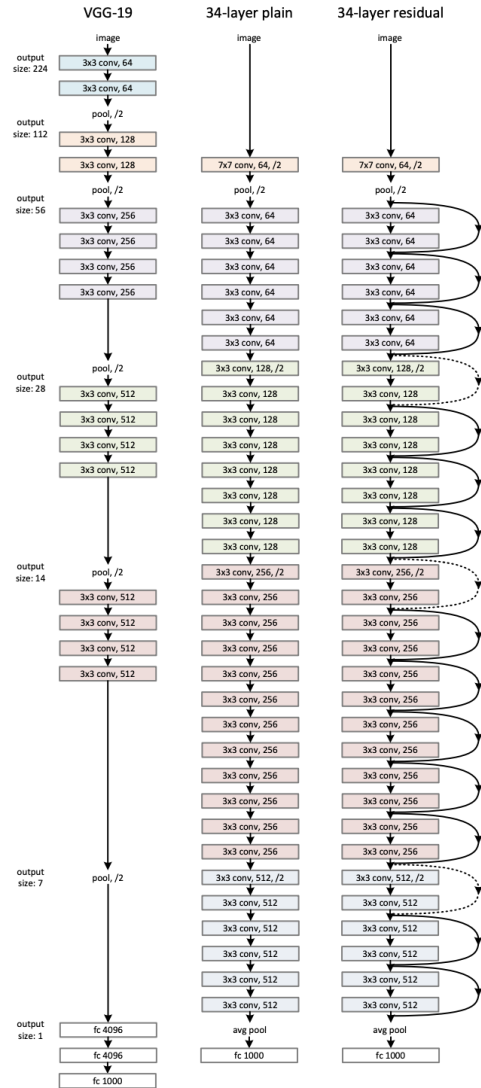 output
size: 224
output
size: 112
output
size: 56
output
size: 28
output
size: 14
output
size: 7
output
size: 1
VGG-19
image
3x3 conv, 64
3x3 conv, 64
pool, /2
3x3 conv, 128
3x3 conv, 128
pool, /2
3x3 conv, 256
3x3 conv, 256
3x3 conv, 256
3x3 conv, 256
pool, /2
3x3 conv, 512
3x3 conv, 512
3x3 conv, 512
3x3 conv, 512
pool, /2
3x3 conv, 512
3x3 conv, 512
3x3 conv, 512
3x3 conv, 512
pool, /2
fc 4096
fc 4096
fc 1000
34-layer plain
image
7x7 conv, 64, /2
pool, /2
3x3 conv, 64
3x3 conv, 64
3x3 conv, 64
3x3 conv, 64
3x3 conv, 64
3x3 conv, 64
3x3 conv, 128, /2
3x3 conv, 128
3x3 conv, 128
3x3 conv, 128
3x3 conv, 128
3x3 conv, 128
3x3 conv, 128
3x3 conv, 128
3x3 conv, 256, /2
3x3 conv, 256
3x3 conv, 256
3x3 conv, 256
3x3 conv, 256
3x3 conv, 256
3x3 conv, 256
3x3 conv, 256
3x3 conv, 256
3x3 conv, 256
3x3 conv, 256
3x3 conv, 256
3x3 conv, 512, /2
3x3 conv, 512
3x3 conv, 512
3x3 conv, 512
3x3 conv, 512
3x3 conv, 512
avg pool
fc 1000
34-layer residual
image
7x7 conv, 64, /2
pool, /2
3x3 conv, 64
3x3 conv, 64
3x3 conv, 64
3x3 conv, 64
3x3 conv, 64
3x3 conv, 64
3x3 conv, 128, /2
3x3 conv, 128
3x3 conv, 128
3x3 conv, 128
3x3 conv, 128
3x3 conv, 128
3x3 conv, 128
3x3 conv, 128
3x3 conv, 256, /2
3x3 conv, 256
3x3 conv, 256
3x3 conv, 256
3x3 conv, 256
3x3 conv, 256
3x3 conv, 256
3x3 conv, 256
3x3 conv, 256
3x3 conv, 256
3x3 conv, 256
3x3 conv, 256
3x3 conv, 512, /2
3x3 conv, 512
3x3 conv, 512
3x3 conv, 512
3x3 conv, 512
3x3 conv, 512
avg pool
fc 1000